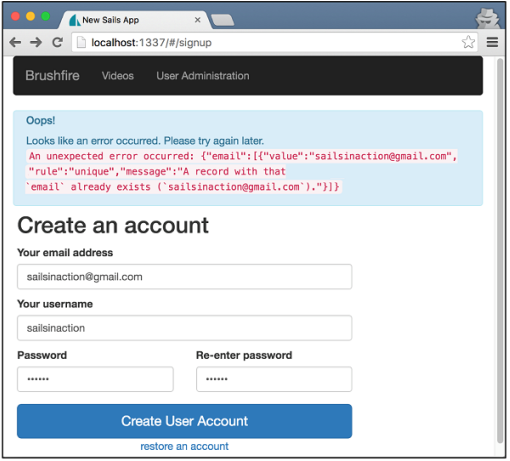 New Sails App
localhost:1337/#/signup
Brushfire Videos User Administration
Oops!
Looks like an error occurred. Please try again later.
An unexpected error occurred: {"email":[{"value":"sailsinaction@gmail.com",
"rule":"unique","message":"A record with that
`email` already exists (`sailsinaction@gmail.com`)."}]}
Create an account
Your email address
sailsinaction@gmail.com
Your username
sailsinaction
Password Re-enter password
•••••• ••••••
Create User Account
restore an account